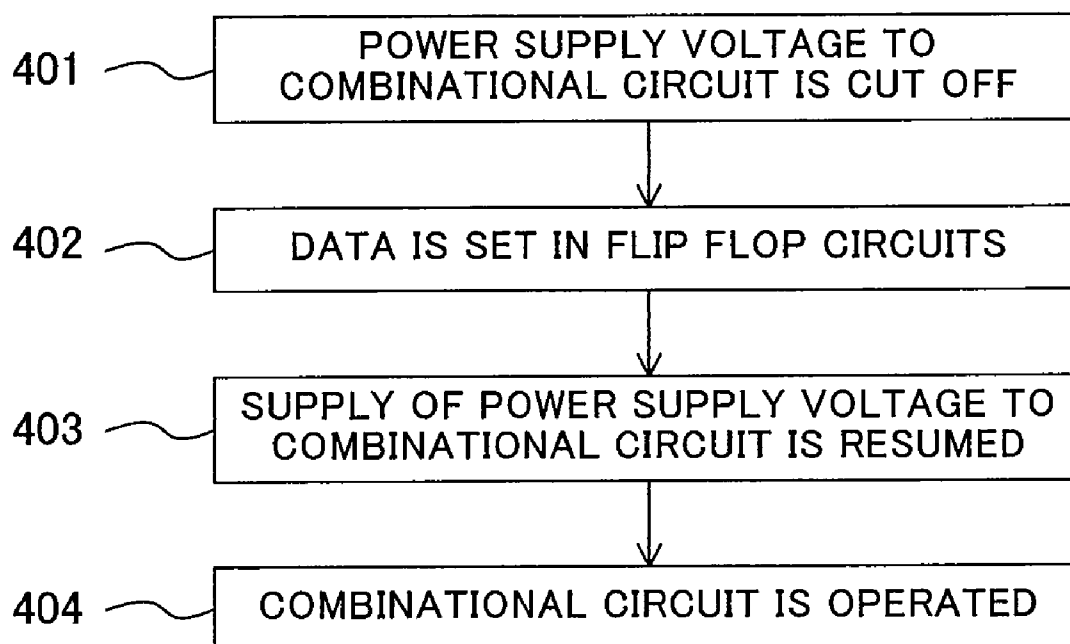 401
POWER SUPPLY VOLTAGE TO
COMBINATIONAL CIRCUIT IS CUT OFF
402
DATA IS SET IN FLIP FLOP CIRCUITS
403
SUPPLY OF POWER SUPPLY VOLTAGE TO
COMBINATIONAL CIRCUIT IS RESUMED
404
COMBINATIONAL CIRCUIT IS OPERATED